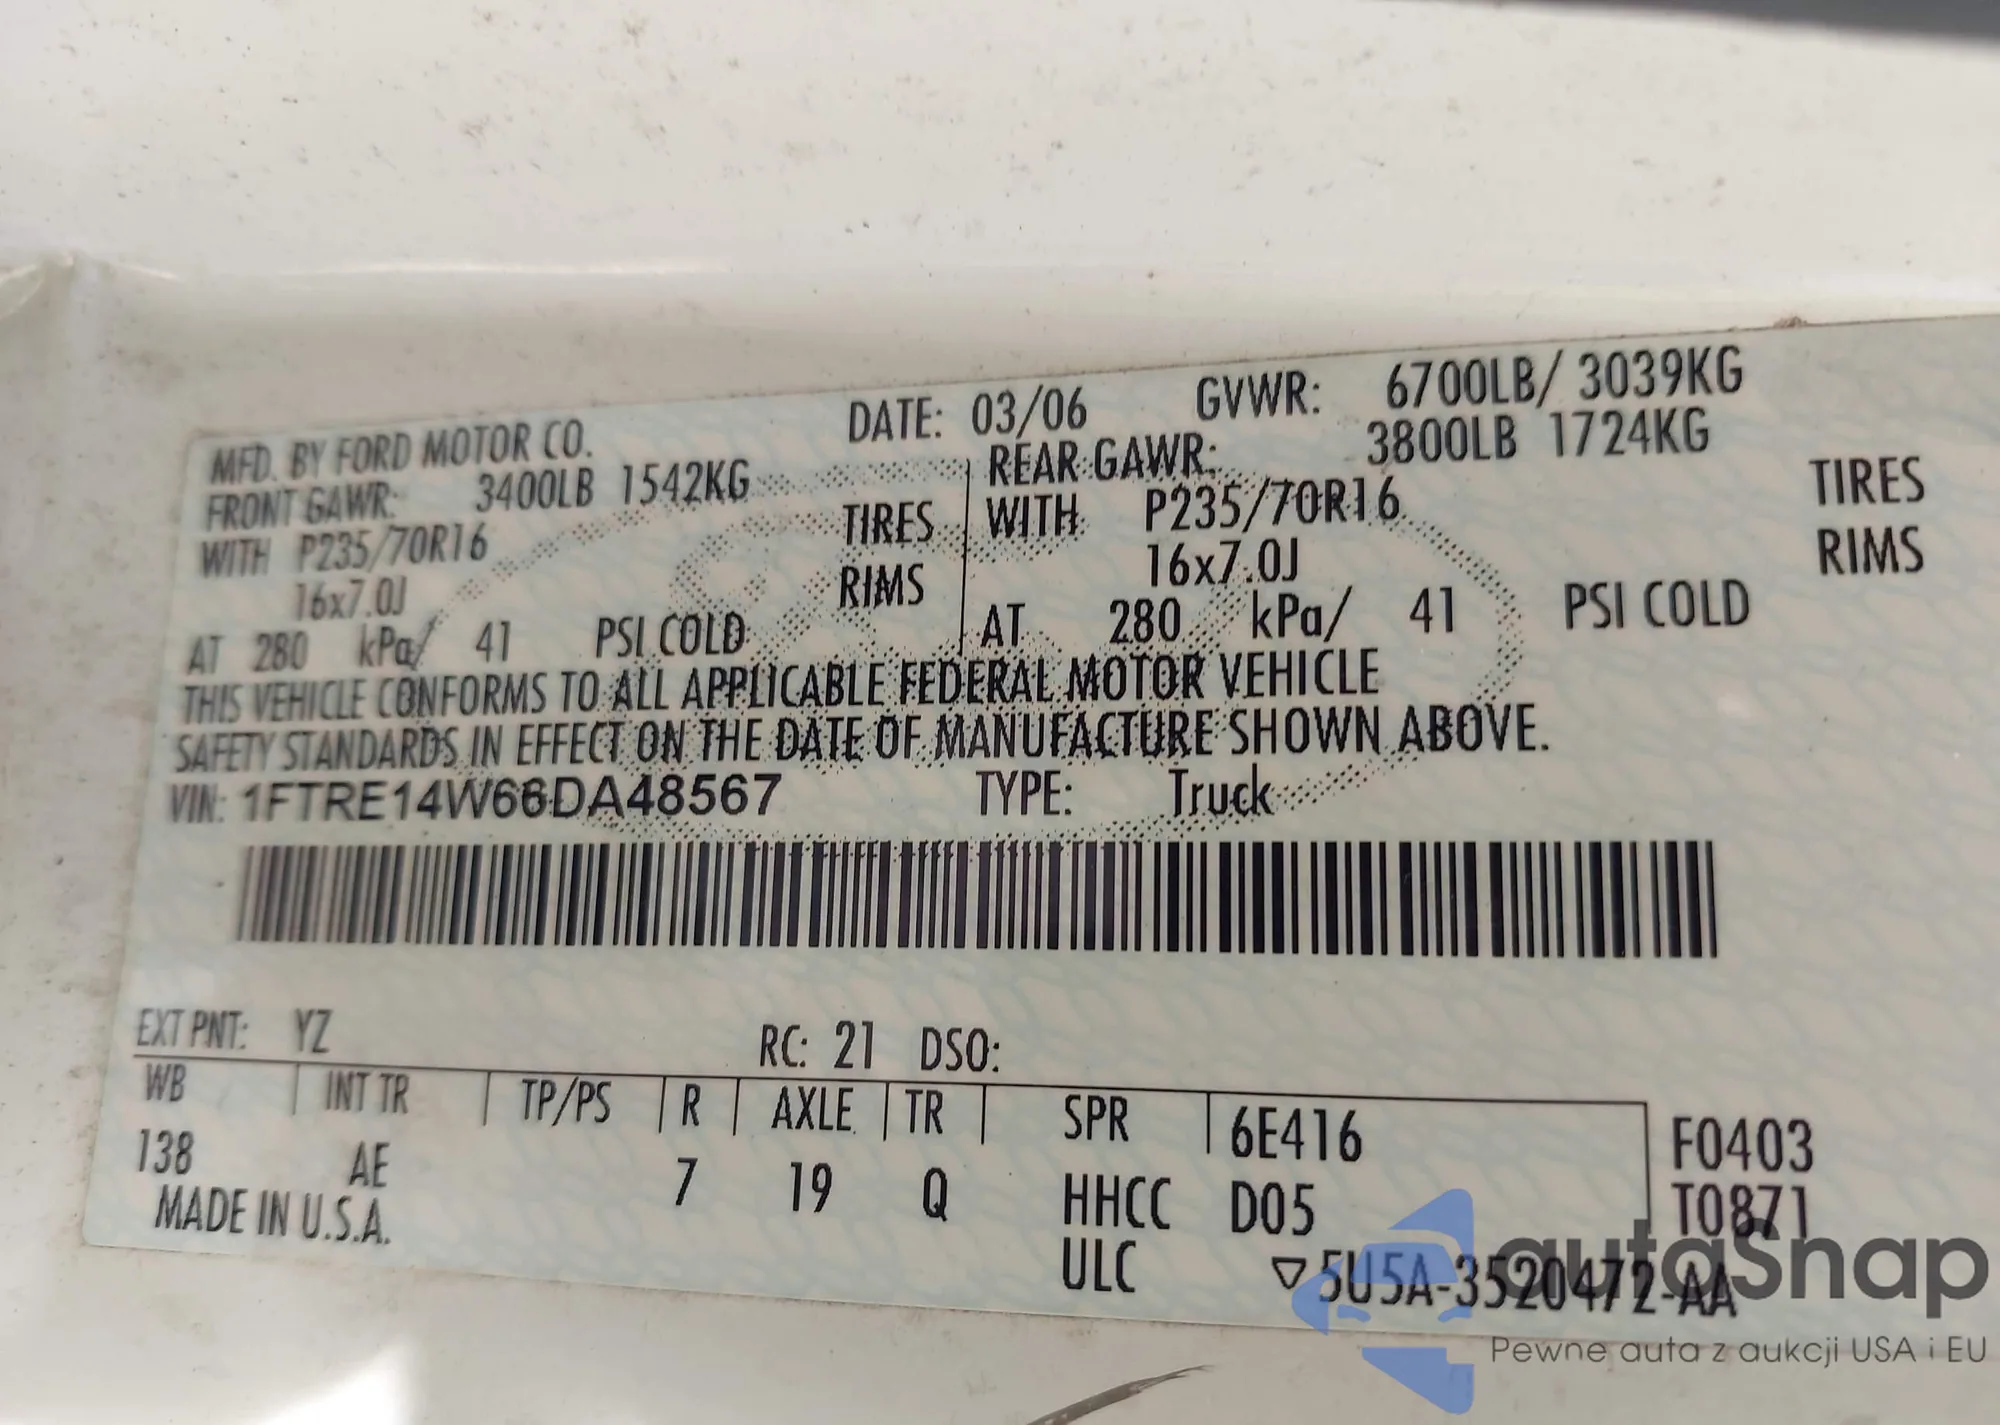 MFD. BY FORD MOTOR CO. DATE: 03/06 GVWR: 6700LB/ 3039KG
FRONT GAWR: 3400LB 1542KG REAR GAWR: 3800LB 1724KG
WITH P235/70R16 TIRES WITH P235/70R16 TIRES
16x7.0J RIMS 16x7.0J RIMS
AT 280 kPa/ 41 PSI COLD AT 280 kPa/ 41 PSI COLD
THIS VEHICLE CONFORMS TO ALL APPLICABLE FEDERAL MOTOR VEHICLE
SAFETY STANDARDS IN EFFECT ON THE DATE OF MANUFACTURE SHOWN ABOVE.
VIN: 1FTRE14W66DA48567 TYPE: Truck
EXT PNT: YZ RC: 21 DSO:
WB INT TR TP/PS R AXLE TR SPR 6E416 F0403
138 AE 7 19 Q HHCC D05 T0871
MADE IN U.S.A. ULC ▽5U5A-3520472-AA
autaSnap
Pewne auta z aukcji USA i EU